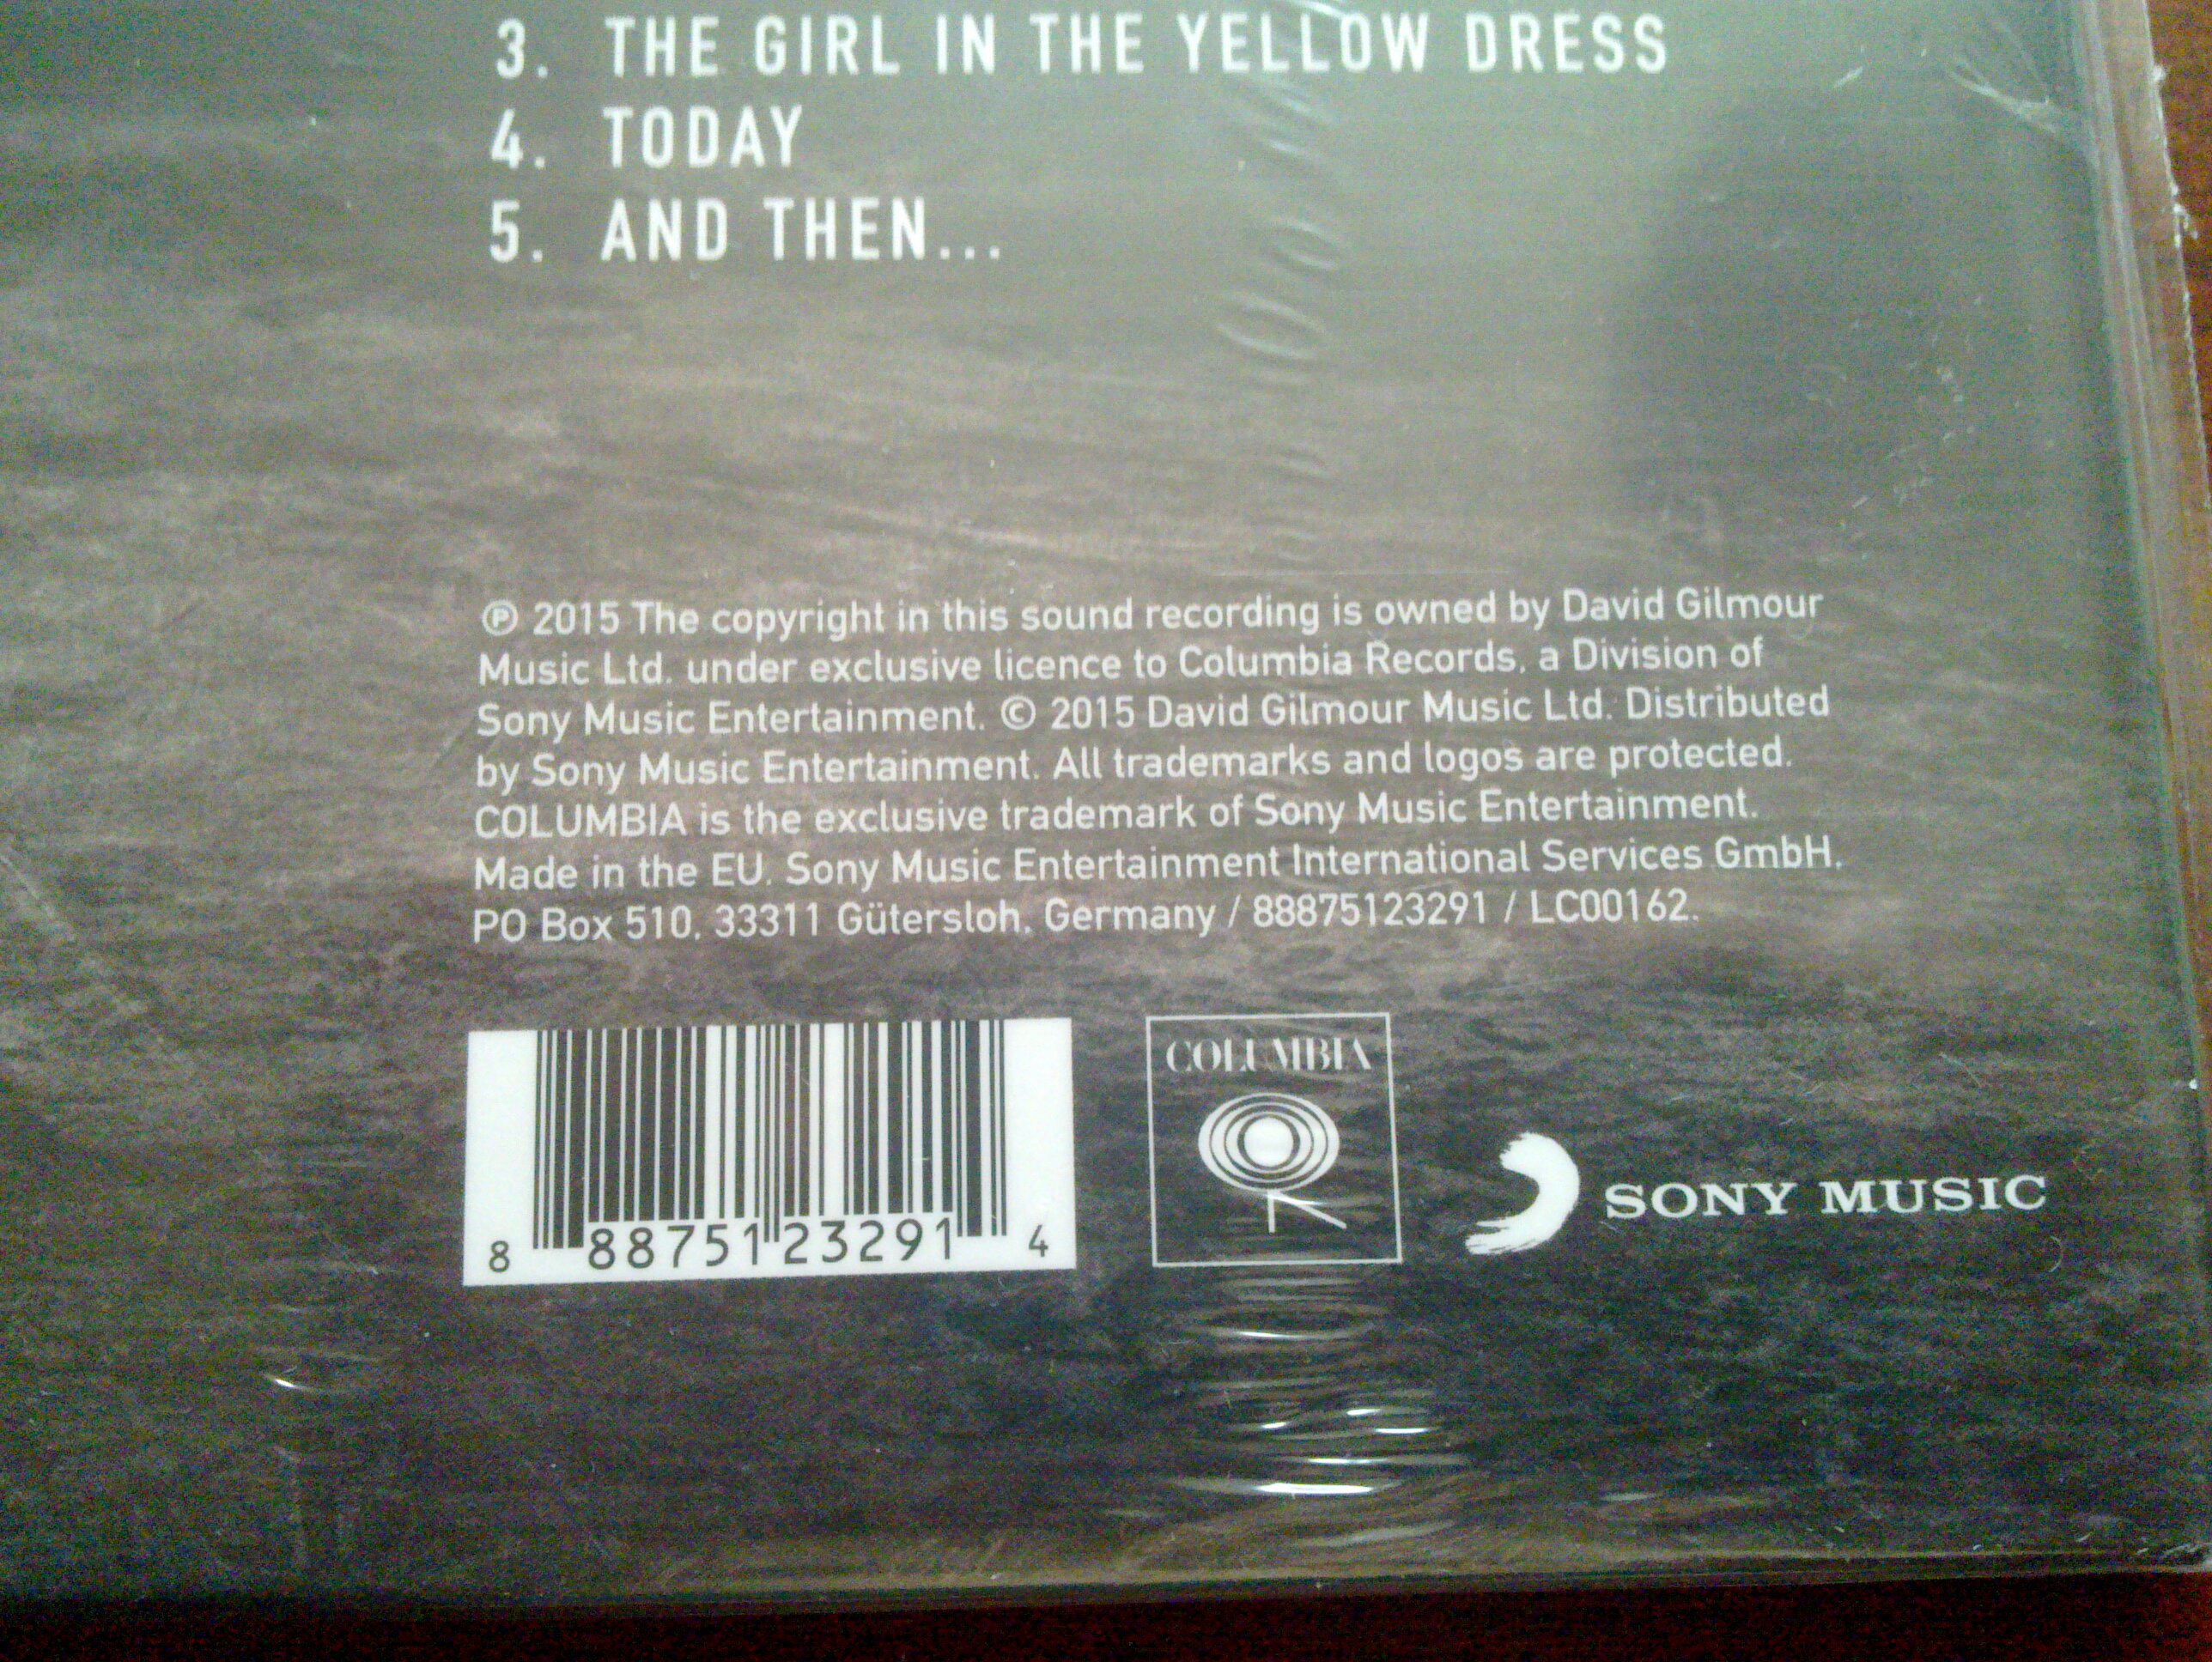 3. THE GIRL IN THE YELLOW DRESS
4. TODAY
5. AND THEN...
℗ 2015 The copyright in this sound recording is owned by David Gilmour
Music Ltd. under exclusive licence to Columbia Records, a Division of
Sony Music Entertainment. © 2015 David Gilmour Music Ltd. Distributed
by Sony Music Entertainment. All trademarks and logos are protected.
COLUMBIA is the exclusive trademark of Sony Music Entertainment.
Made in the EU. Sony Music Entertainment International Services GmbH.
PO Box 510, 33311 Gütersloh, Germany / 88875123291 / LC00162.
8 88751 23291 4
COLUMBIA
SONY MUSIC